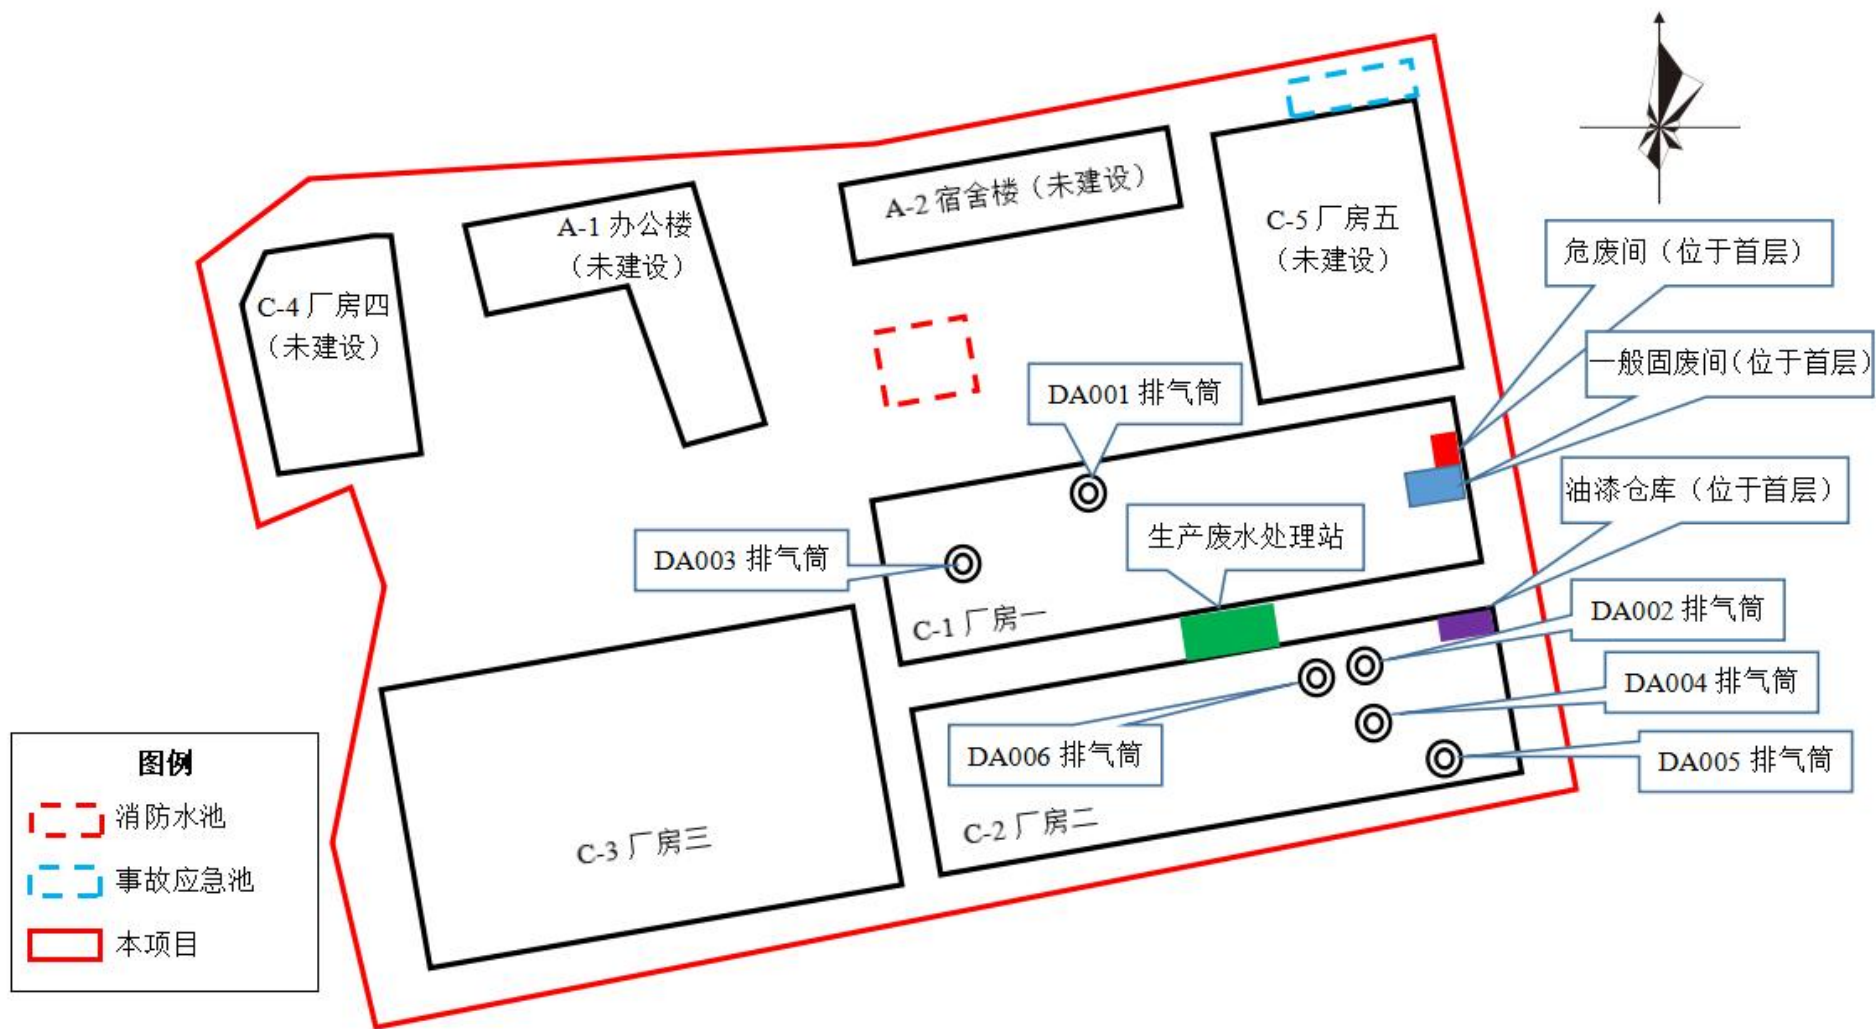 A-2 宿舍楼（未建设）
A-1 办公楼
（未建设）
C-5 厂房五
（未建设）
危废间（位于首层）
C-4 厂房四
（未建设）
一般固废间（位于首层）
DA001 排气筒
油漆仓库（位于首层）
生产废水处理站
DA003 排气筒
C-1 厂房一
DA002 排气筒
DA004 排气筒
DA006 排气筒
DA005 排气筒
C-2 厂房二
C-3 厂房三
图例
消防水池
事故应急池
本项目